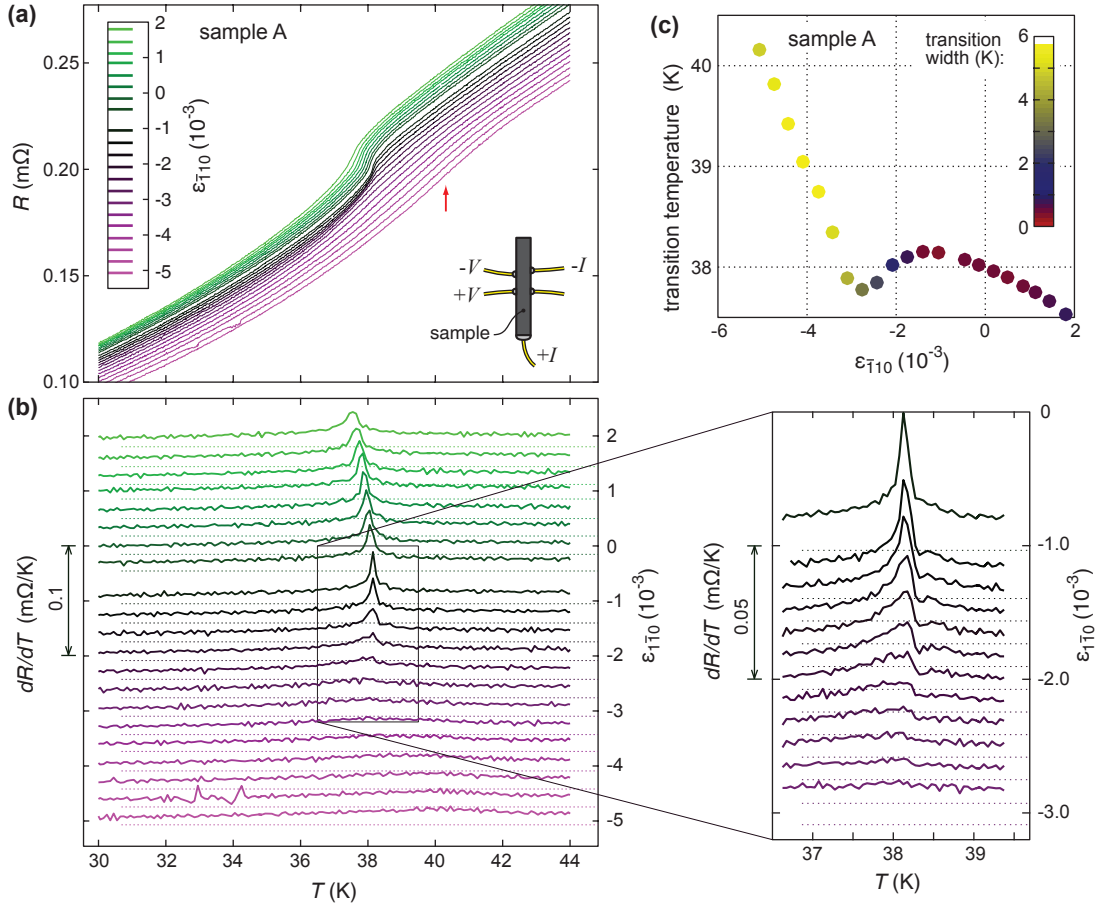 (a)
sample A
2
1
0
-1
-2
-3
-4
-5
ε1̄10 (10-3)
0.25
0.20
0.15
0.10
R (mΩ)
-V
-I
+V
sample
+I
(c)
sample A
transition
width (K):
6
4
2
0
40
39
38
transition temperature (K)
-6
-4
-2
0
2
ε1̄10 (10-3)
(b)
2
1
0
-1
-2
-3
-4
-5
ε11̄0 (10-3)
0.1
dR/dT (mΩ/K)
30
32
34
36
38
40
42
44
T (K)
0
-1.0
-2.0
-3.0
ε11̄0 (10-3)
0.05
dR/dT (mΩ/K)
37
38
39
T (K)